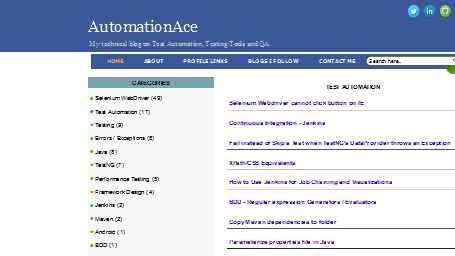 AutomationAce
My technical blog on Test Automation, Testing Tools and QA.
HOME ABOUT PROFILE LINKS BLOGS I FOLLOW CONTACT ME Search here..
CATEGORIES
Selenium WebDriver (49)
Test Automation (17)
Testing (9)
Errors / Exceptions (8)
Java (8)
TestNG (7)
Performance Testing (5)
Framework Design (4)
Jenkins (2)
Maven (2)
Android (1)
BDD (1)
TEST AUTOMATION
Selenium Webdriver cannot click button on IE
Continuous Integration - Jenkins
Fail instead of Skip a Test when TestNG's DataProvider throws an Exception
XPath/CSS Equivalents
How to Use Jenkins for Job Chaining and Visualizations
BDD - Regular expression Generators / Evaluators
Copy Maven dependencies to folder
Parameterize properties file in Java